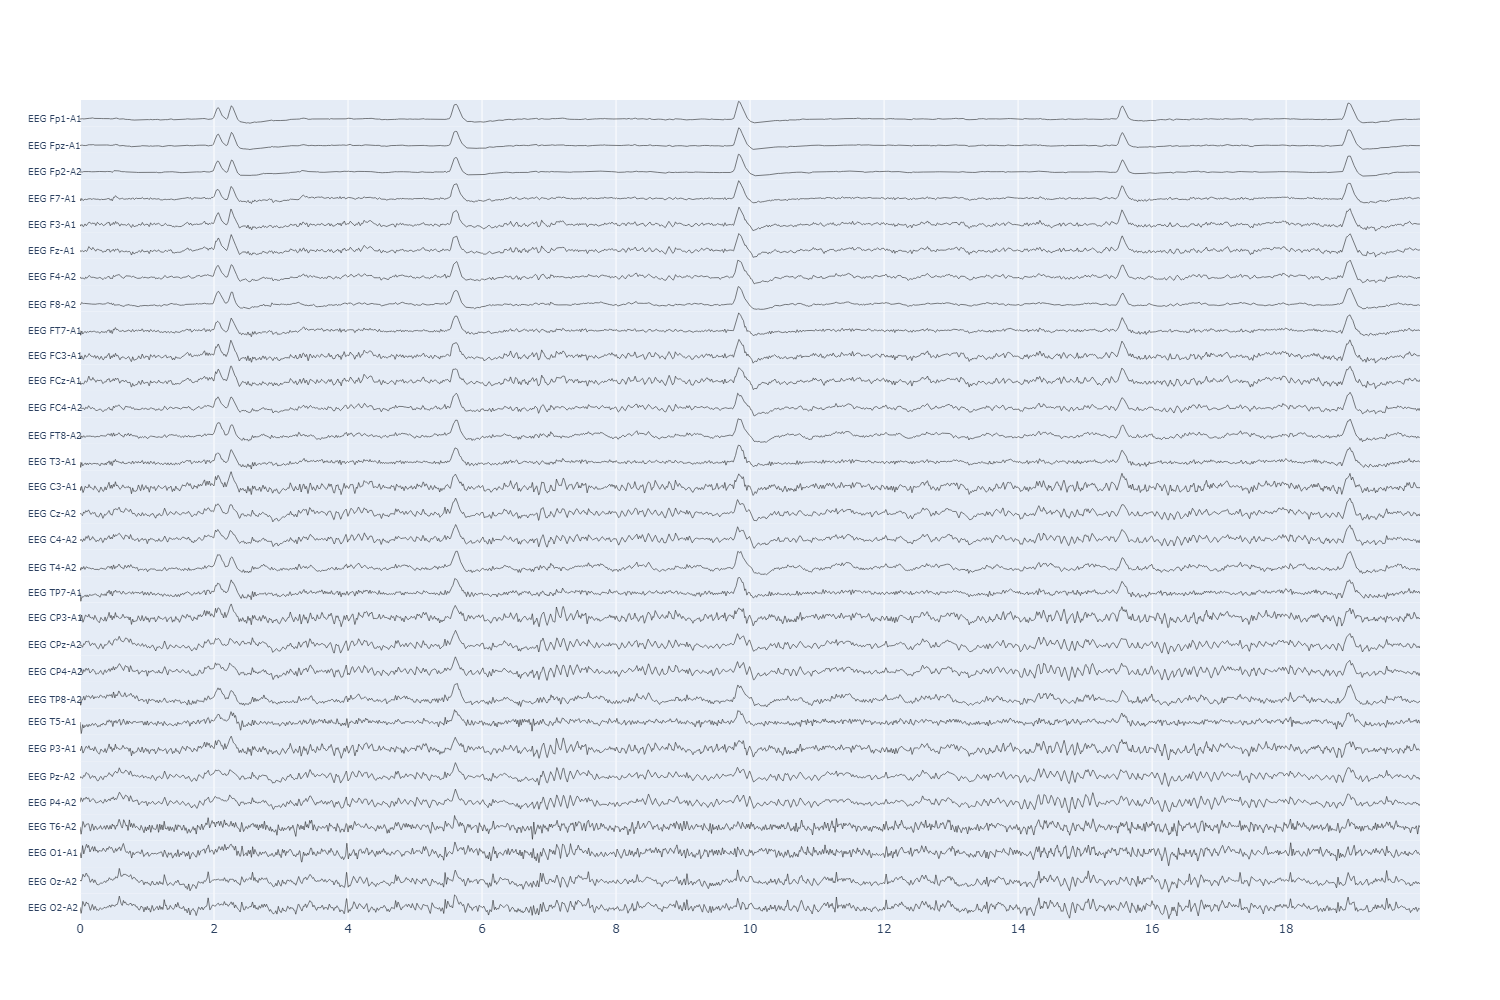 EEG Fp1-A1
EEG Fpz-A1
EEG Fp2-A2
EEG F7-A1
EEG F3-A1
EEG Fz-A1
EEG F4-A2
EEG F8-A2
EEG FT7-A1
EEG FC3-A1
EEG FCz-A1
EEG FC4-A2
EEG FT8-A2
EEG T3-A1
EEG C3-A1
EEG Cz-A2
EEG C4-A2
EEG T4-A2
EEG TP7-A1
EEG CP3-A1
EEG CPz-A2
EEG CP4-A2
EEG TP8-A2
EEG T5-A1
EEG P3-A1
EEG Pz-A2
EEG P4-A2
EEG T6-A2
EEG O1-A1
EEG Oz-A2
EEG O2-A2
0 2 4 6 8 10 12 14 16 18